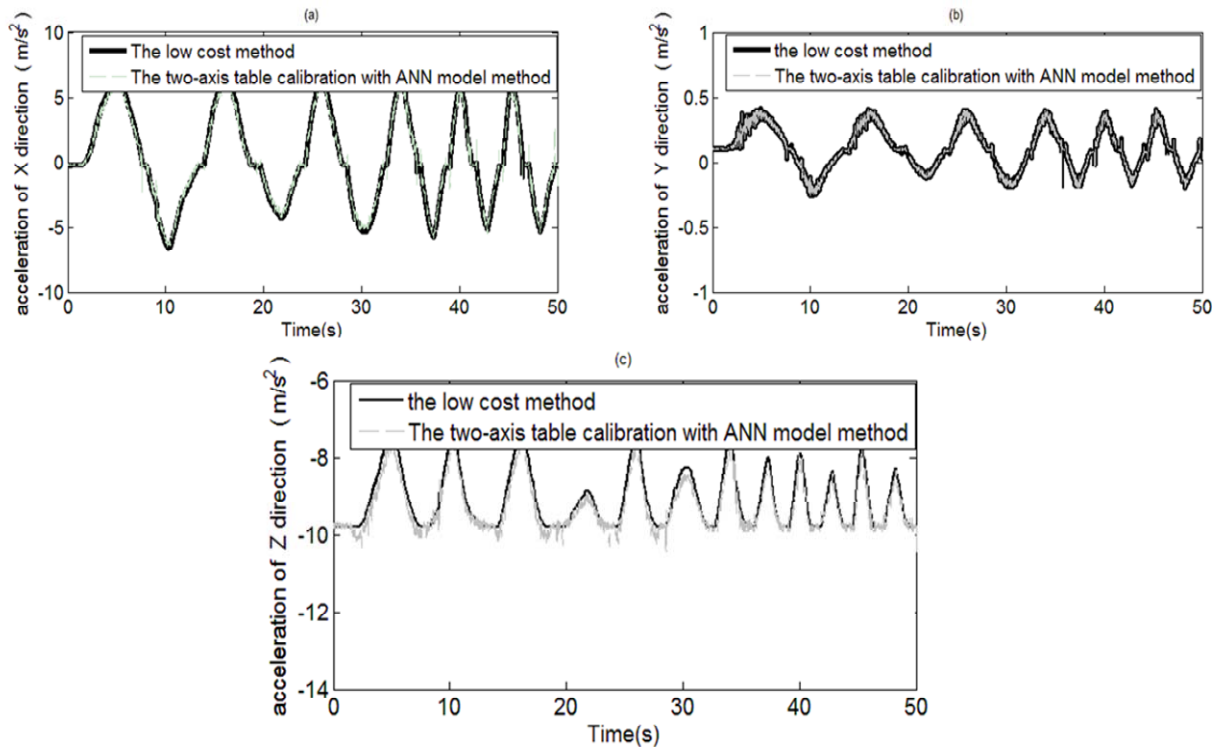 (a)
The low cost method
The two-axis table calibration with ANN model method
acceleration of X direction ( m/s² )
10
5
0
-5
-10
0 10 20 30 40 50
Time(s)
(b)
the low cost method
The two-axis table calibration with ANN model method
acceleration of Y direction ( m/s² )
1
0.5
0
-0.5
-1
0 10 20 30 40 50
Time(s)
(c)
the low cost method
The two-axis table calibration with ANN model method
acceleration of Z direction ( m/s² )
-6
-8
-10
-12
-14
0 10 20 30 40 50
Time(s)